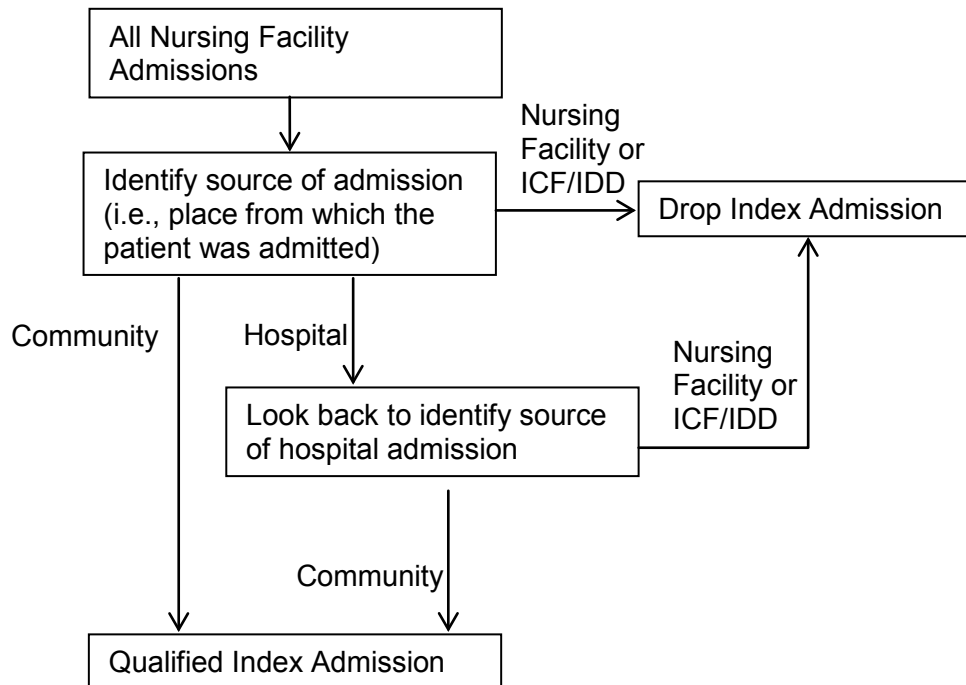 All Nursing Facility
Admissions
Nursing
Facility or
ICF/IDD
Identify source of admission
(i.e., place from which the
patient was admitted)
Drop Index Admission
Community
Hospital
Nursing
Facility or
ICF/IDD
Look back to identify source
of hospital admission
Community
Qualified Index Admission